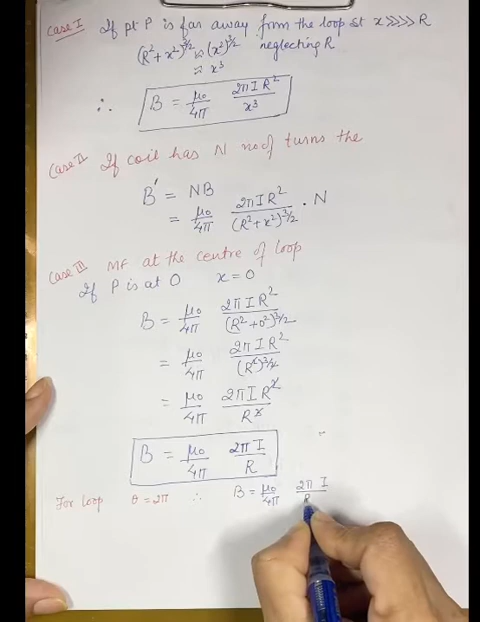 Case I If pt P is far away from the loop st x >>>> R
(R² + x²)^3/2 ≈ (x²)^3/2 neglecting R
≈ x³
∴ B = μ₀/4π 2πIR²/x³
Case II If coil has N no of turns the
B' = NB
= μ₀/4π 2πIR²/(R² + x²)^3/2 . N
Case III MF at the centre of loop
If P is at O x = 0
B = μ₀/4π 2πIR²/(R² + 0²)^3/2
= μ₀/4π 2πIR²/(R²)^3/2
= μ₀/4π 2πIR²/R³
B = μ₀/4π 2πI/R
For loop θ = 2π ∴ B = μ₀/4π 2π I/R